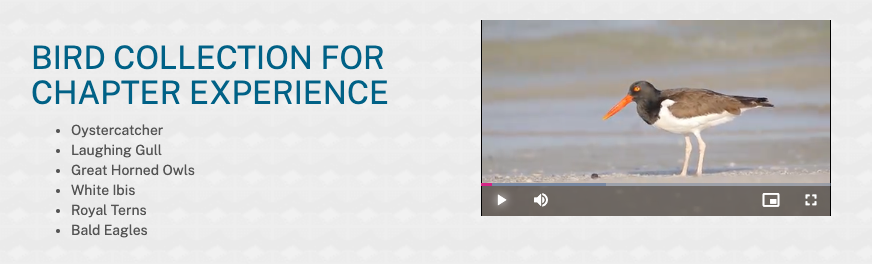 BIRD COLLECTION FOR
CHAPTER EXPERIENCE
Oystercatcher
Laughing Gull
Great Horned Owls
White Ibis
Royal Terns
Bald Eagles